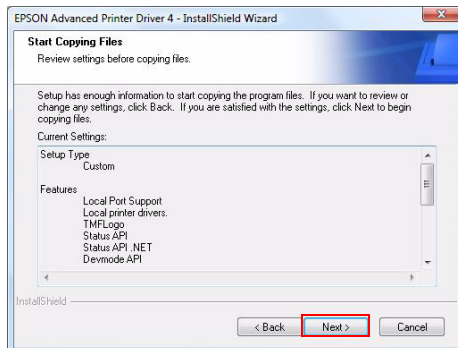 EPSON Advanced Printer Driver 4 - InstallShield Wizard
Start Copying Files
Review settings before copying files.
Setup has enough information to start copying the program files. If you want to review or
change any settings, click Back. If you are satisfied with the settings, click Next to begin
copying files.
Current Settings:
Setup Type
Custom
Features
Local Port Support
Local printer drivers.
TMFLogo
Status API
Status API .NET
Devmode API
InstallShield
< Back
Next >
Cancel